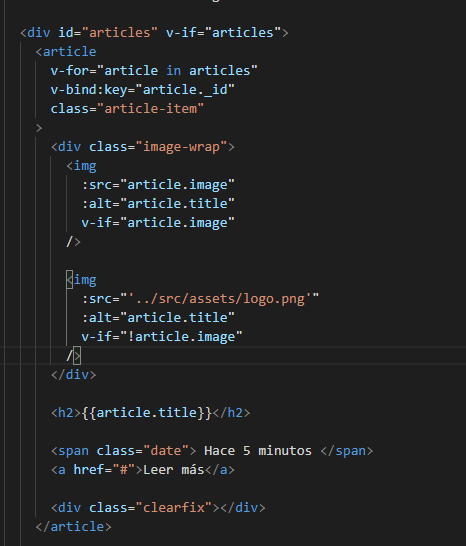 <div id="articles" v-if="articles">
<article
v-for="article in articles"
v-bind:key="article._id"
class="article-item"
>
<div class="image-wrap">
<img
:src="article.image"
:alt="article.title"
v-if="article.image"
/>
<img
:src="'../src/assets/logo.png'"
:alt="article.title"
v-if="!article.image"
/>
</div>
<h2>{{article.title}}</h2>
<span class="date"> Hace 5 minutos </span>
<a href="#">Leer más</a>
<div class="clearfix"></div>
</article>